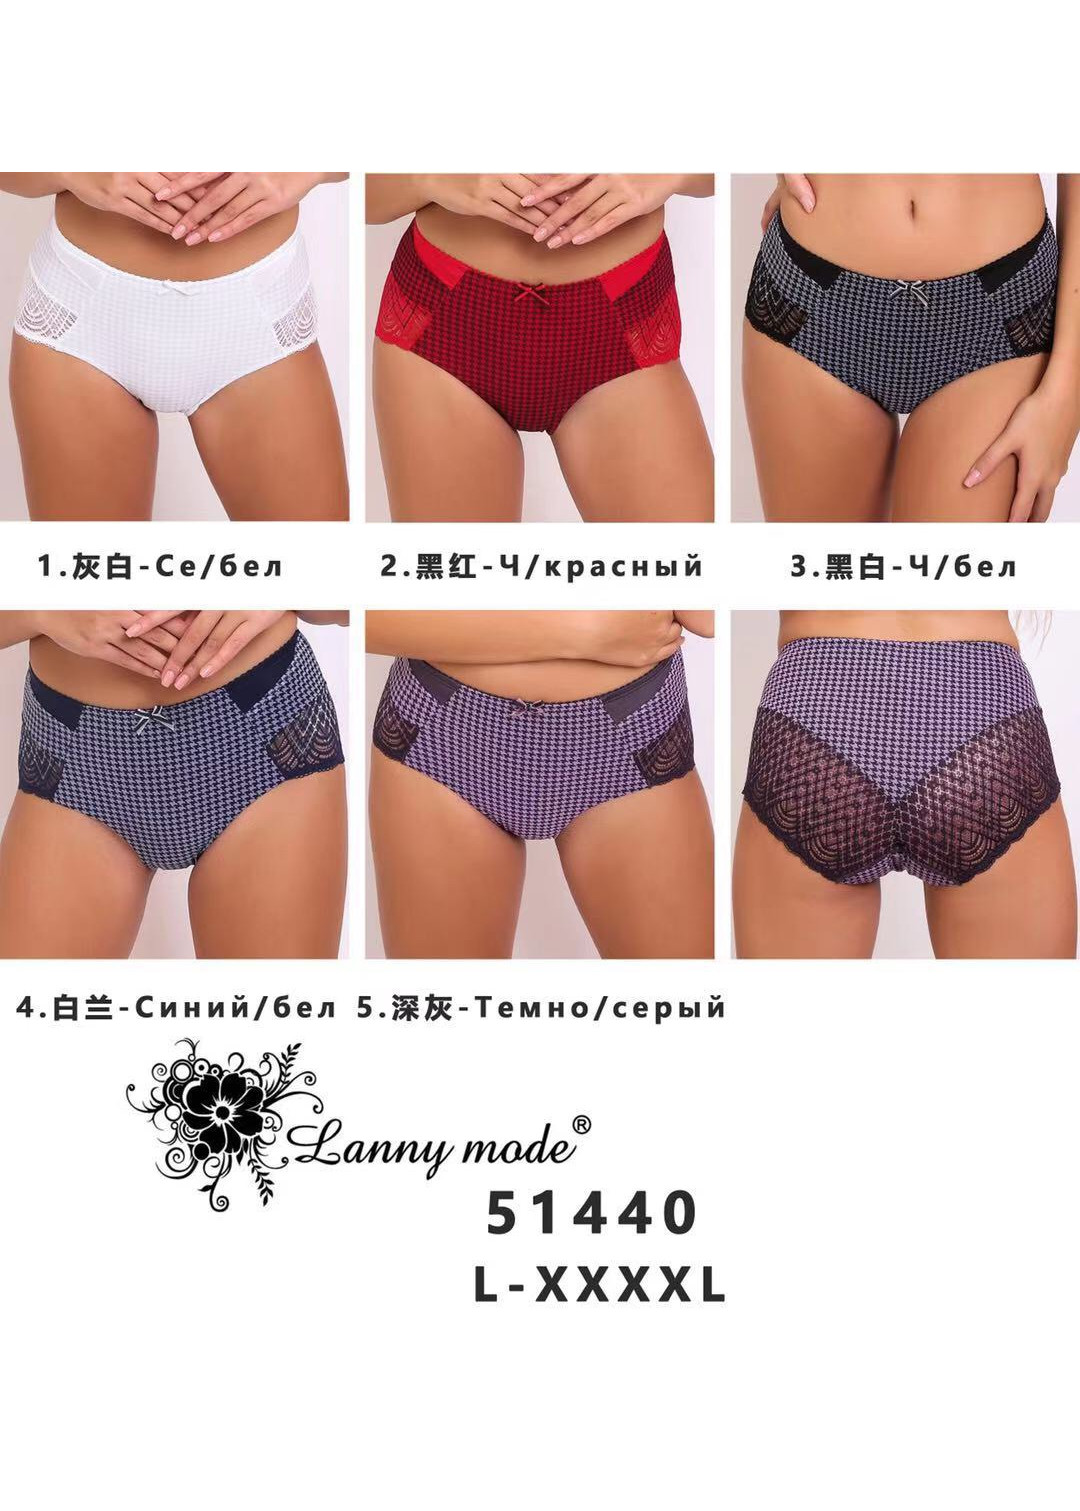 1.灰白-Се/бел
2.黑红-Ч/красный
3.黑白-Ч/бел
4.白兰-Синий/бел
5.深灰-Темно/серый
Lanny mode®
51440
L-XXXXL